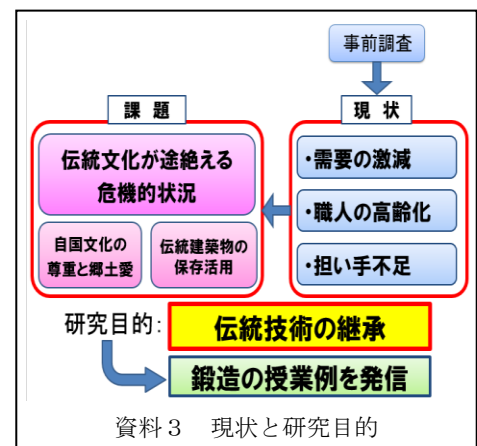 事前調査
課 題
現 状
伝統文化が途絶える
危機的状況
自国文化の
尊重と郷土愛
伝統建築物の
保存活用
・需要の激減
・職人の高齢化
・担い手不足
研究目的:
伝統技術の継承
鍛造の授業例を発信
資料3 現状と研究目的